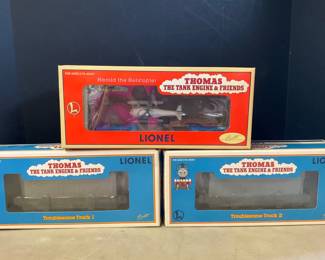 Harold the Helicopter
THOMAS
THE TANK ENGINE & FRIENDS
LIONEL
THOMAS
THE TANK ENGINE & FRIENDS
LIONEL
Troublesome Truck 1
THOMAS
THE TANK ENGINE & FRIENDS
LIONEL
Troublesome Truck II